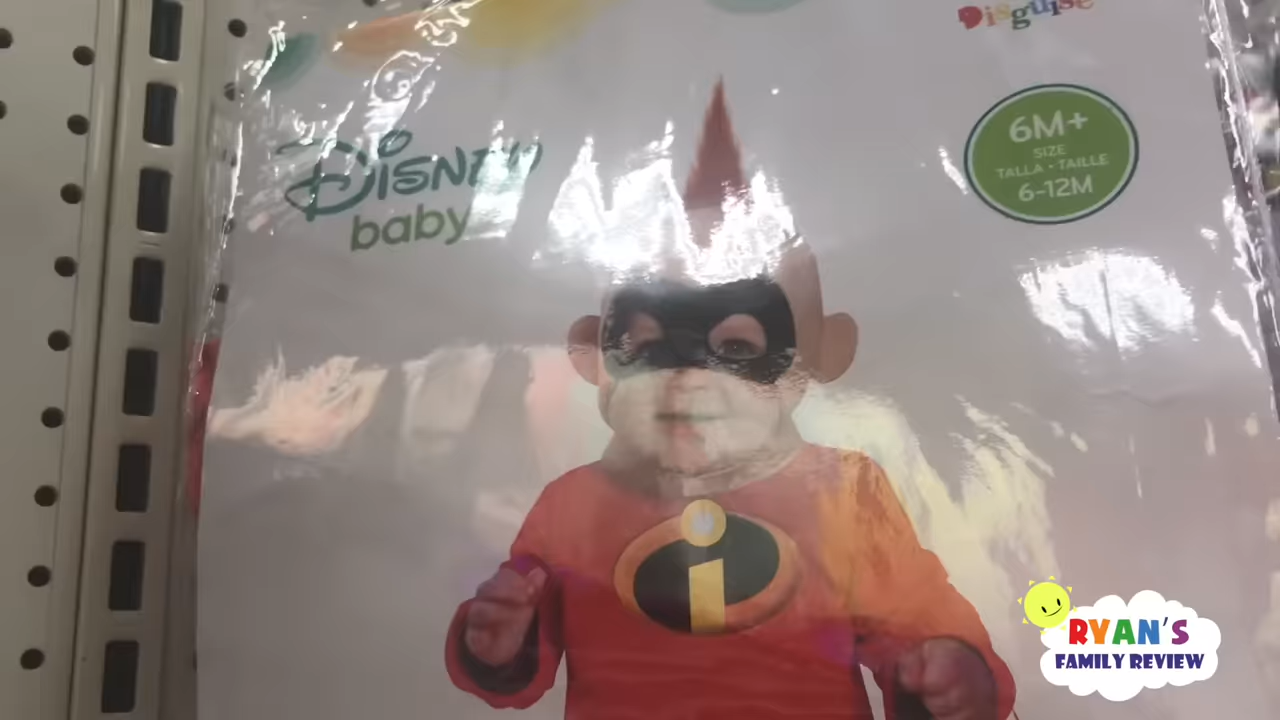 Disguise
Disney
baby
6M+
SIZE
TALLA • TAILLE
6-12M
i
RYAN'S
FAMILY REVIEW